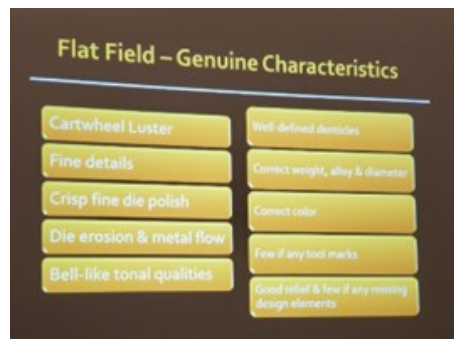 Flat Field – Genuine Characteristics
Cartwheel Luster
Fine details
Crisp fine die polish
Die erosion & metal flow
Bell-like tonal qualities
Well-defined denticles
Correct weight, alloy & diameter
Correct color
Few if any tool marks
Good relief & few if any missing
design elements